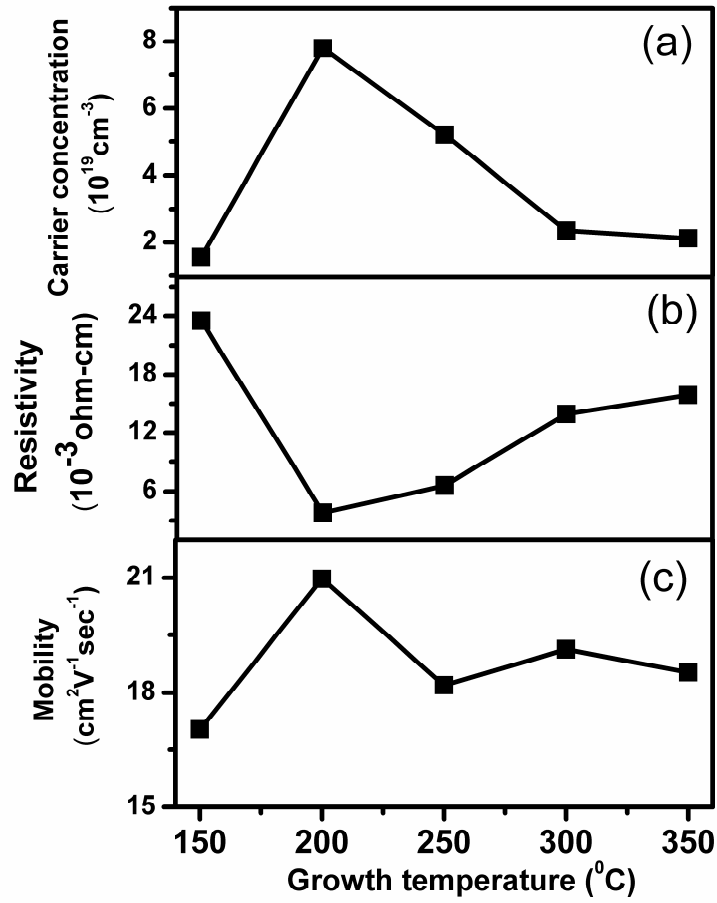 (a)
Carrier concentration
(10¹⁹cm⁻³)
8
6
4
2
(b)
Resistivity
(10⁻³ohm-cm)
24
18
12
6
(c)
Mobility
(cm²V⁻¹sec⁻¹)
21
18
15
150 200 250 300 350
Growth temperature (⁰C)